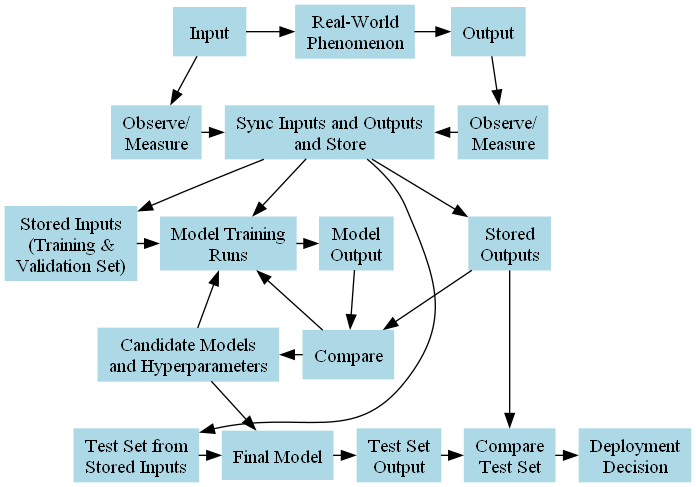 Input
Real-World
Phenomenon
Output
Observe/
Measure
Sync Inputs and Outputs
and Store
Observe/
Measure
Stored Inputs
(Training &
Validation Set)
Model Training
Runs
Model
Output
Stored
Outputs
Candidate Models
and Hyperparameters
Compare
Test Set from
Stored Inputs
Final Model
Test Set
Output
Compare
Test Set
Deployment
Decision